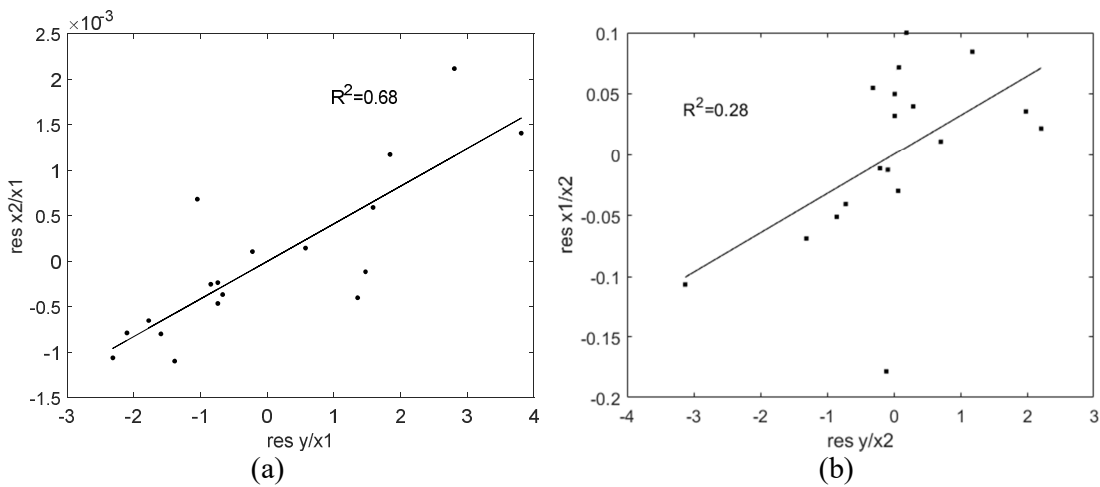 ×10⁻³
2.5
2
1.5
1
0.5
0
-0.5
-1
-1.5
-3 -2 -1 0 1 2 3 4
res x2/x1
res y/x1
R²=0.68
(a)
0.1
0.05
0
-0.05
-0.1
-0.15
-0.2
-4 -3 -2 -1 0 1 2 3
res x1/x2
res y/x2
R²=0.28
(b)